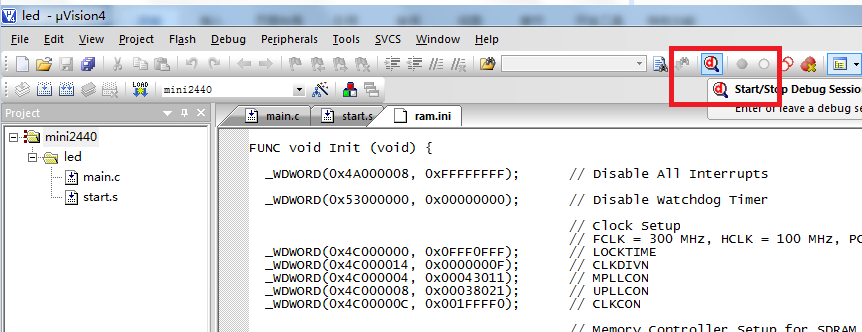 led - µVision4
File Edit View Project Flash Debug Peripherals Tools SVCS Window Help
mini2440
Start/Stop Debug Session
Enter or leave a debug se
Project
main.c start.s ram.ini
mini2440
led
main.c
start.s
FUNC void Init (void) {
_WDWORD(0x4A000008, 0xFFFFFFFF); // Disable All Interrupts
_WDWORD(0x53000000, 0x00000000); // Disable Watchdog Timer
// Clock Setup
// FCLK = 300 MHz, HCLK = 100 MHz, PC
_WDWORD(0x4C000000, 0x0FFF0FFF); // LOCKTIME
_WDWORD(0x4C000014, 0x0000000F); // CLKDIVN
_WDWORD(0x4C000004, 0x00043011); // MPLLCON
_WDWORD(0x4C000008, 0x00038021); // UPLLCON
_WDWORD(0x4C00000C, 0x001FFFF0); // CLKCON
// Memory Controller Setup for SDRAM